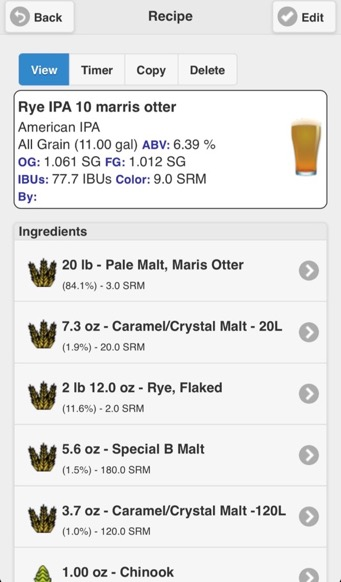 Back
Recipe
Edit
View
Timer
Copy
Delete
Rye IPA 10 marris otter
American IPA
All Grain (11.00 gal) ABV: 6.39 %
OG: 1.061 SG FG: 1.012 SG
IBUs: 77.7 IBUs Color: 9.0 SRM
By:
Ingredients
20 lb - Pale Malt, Maris Otter
(84.1%) - 3.0 SRM
7.3 oz - Caramel/Crystal Malt - 20L
(1.9%) - 20.0 SRM
2 lb 12.0 oz - Rye, Flaked
(11.6%) - 2.0 SRM
5.6 oz - Special B Malt
(1.5%) - 180.0 SRM
3.7 oz - Caramel/Crystal Malt -120L
(1.0%) - 120.0 SRM
1.00 oz - Chinook